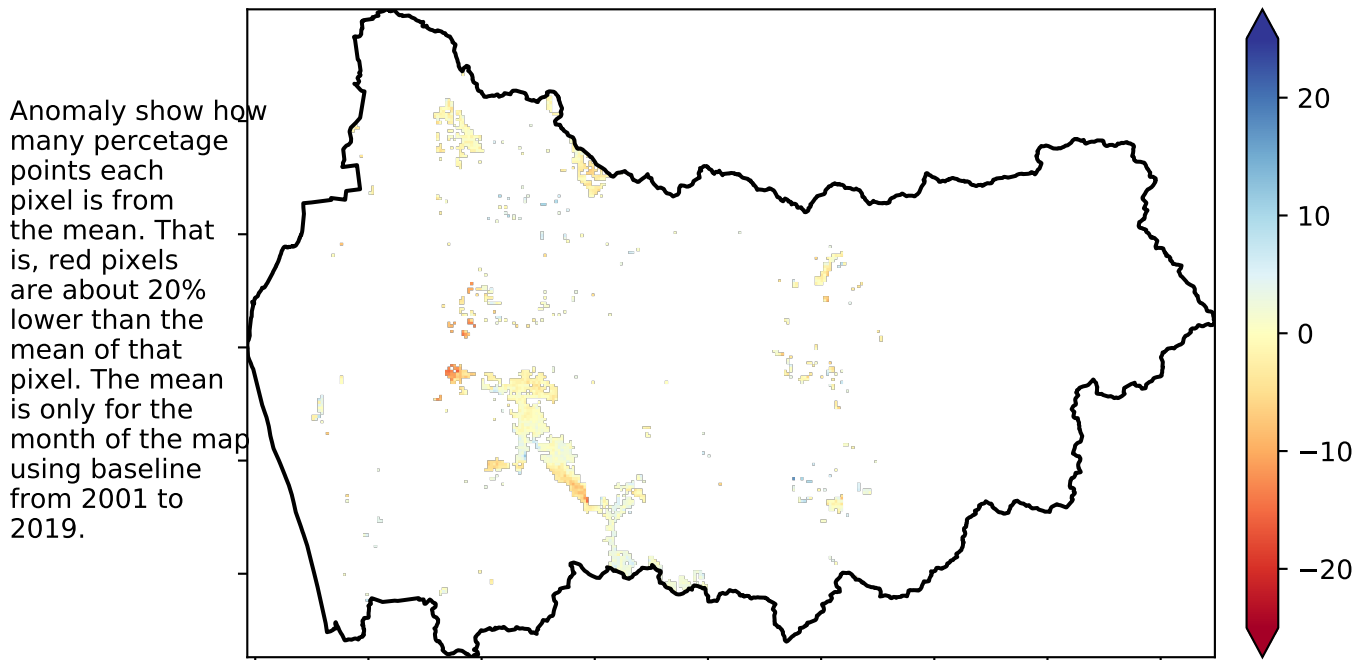 Anomaly show how
many percetage
points each
pixel is from
the mean. That
is, red pixels
are about 20%
lower than the
mean of that
pixel. The mean
is only for the
month of the map
using baseline
from 2001 to
2019.
20
10
0
−10
−20